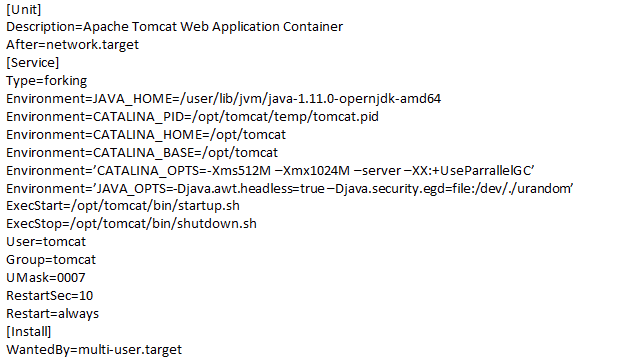 [Unit]
Description=Apache Tomcat Web Application Container
After=network.target
[Service]
Type=forking
Environment=JAVA_HOME=/user/lib/jvm/java-1.11.0-opernjdk-amd64
Environment=CATALINA_PID=/opt/tomcat/temp/tomcat.pid
Environment=CATALINA_HOME=/opt/tomcat
Environment=CATALINA_BASE=/opt/tomcat
Environment=’CATALINA_OPTS=-Xms512M –Xmx1024M –server –XX:+UseParrallelGC’
Environment=’JAVA_OPTS=-Djava.awt.headless=true –Djava.security.egd=file:/dev/./urandom’
ExecStart=/opt/tomcat/bin/startup.sh
ExecStop=/opt/tomcat/bin/shutdown.sh
User=tomcat
Group=tomcat
UMask=0007
RestartSec=10
Restart=always
[Install]
WantedBy=multi-user.target